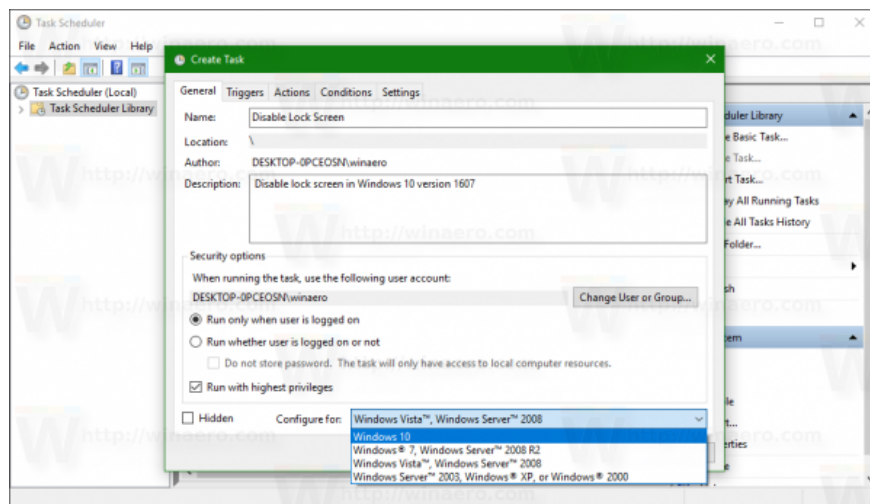 Task Scheduler
File Action View Help
Task Scheduler (Local)
Task Scheduler Library
Create Task
General Triggers Actions Conditions Settings
Name: Disable Lock Screen
Location: \
Author: DESKTOP-0PCEOSN\winaero
Description: Disable lock screen in Windows 10 version 1607
Security options
When running the task, use the following user account:
DESKTOP-0PCEOSN\winaero Change User or Group...
Run only when user is logged on
Run whether user is logged on or not
Do not store password. The task will only have access to local computer resources.
Run with highest privileges
Hidden Configure for: Windows Vista™, Windows Server™ 2008
Windows 10
Windows® 7, Windows Server™ 2008 R2
Windows Vista™, Windows Server™ 2008
Windows Server™ 2003, Windows® XP, or Windows® 2000
duler Library
e Basic Task...
e Task...
rt Task...
ay All Running Tasks
e All Tasks History
Folder...
sh
em
le
t...
erties
e
http://winaero.com